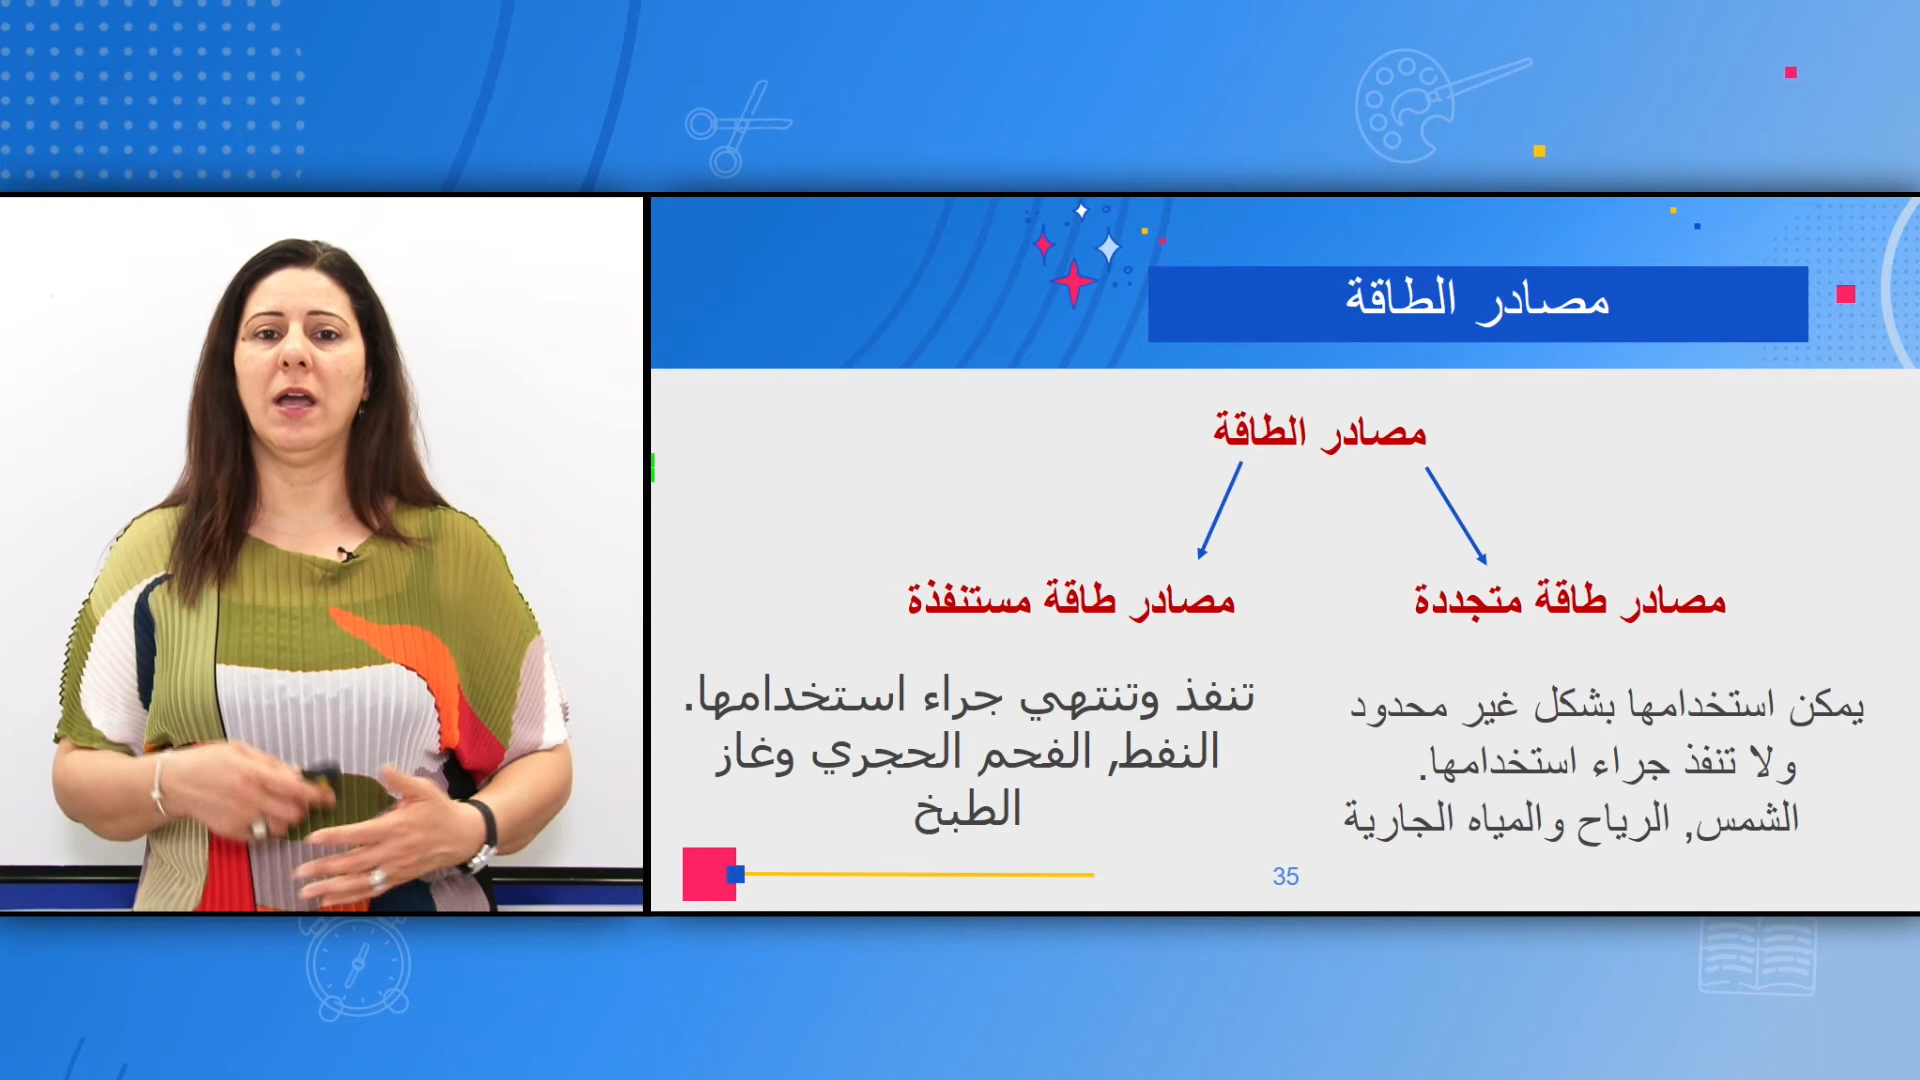 مصادر الطاقة
مصادر الطاقة
مصادر طاقة متجددة
يمكن استخدامها بشكل غير محدود
ولا تنفذ جراء استخدامها.
الشمس, الرياح والمياه الجارية
مصادر طاقة مستنفذة
تنفذ وتنتهي جراء استخدامها.
النفط, الفحم الحجري وغاز
الطبخ
35